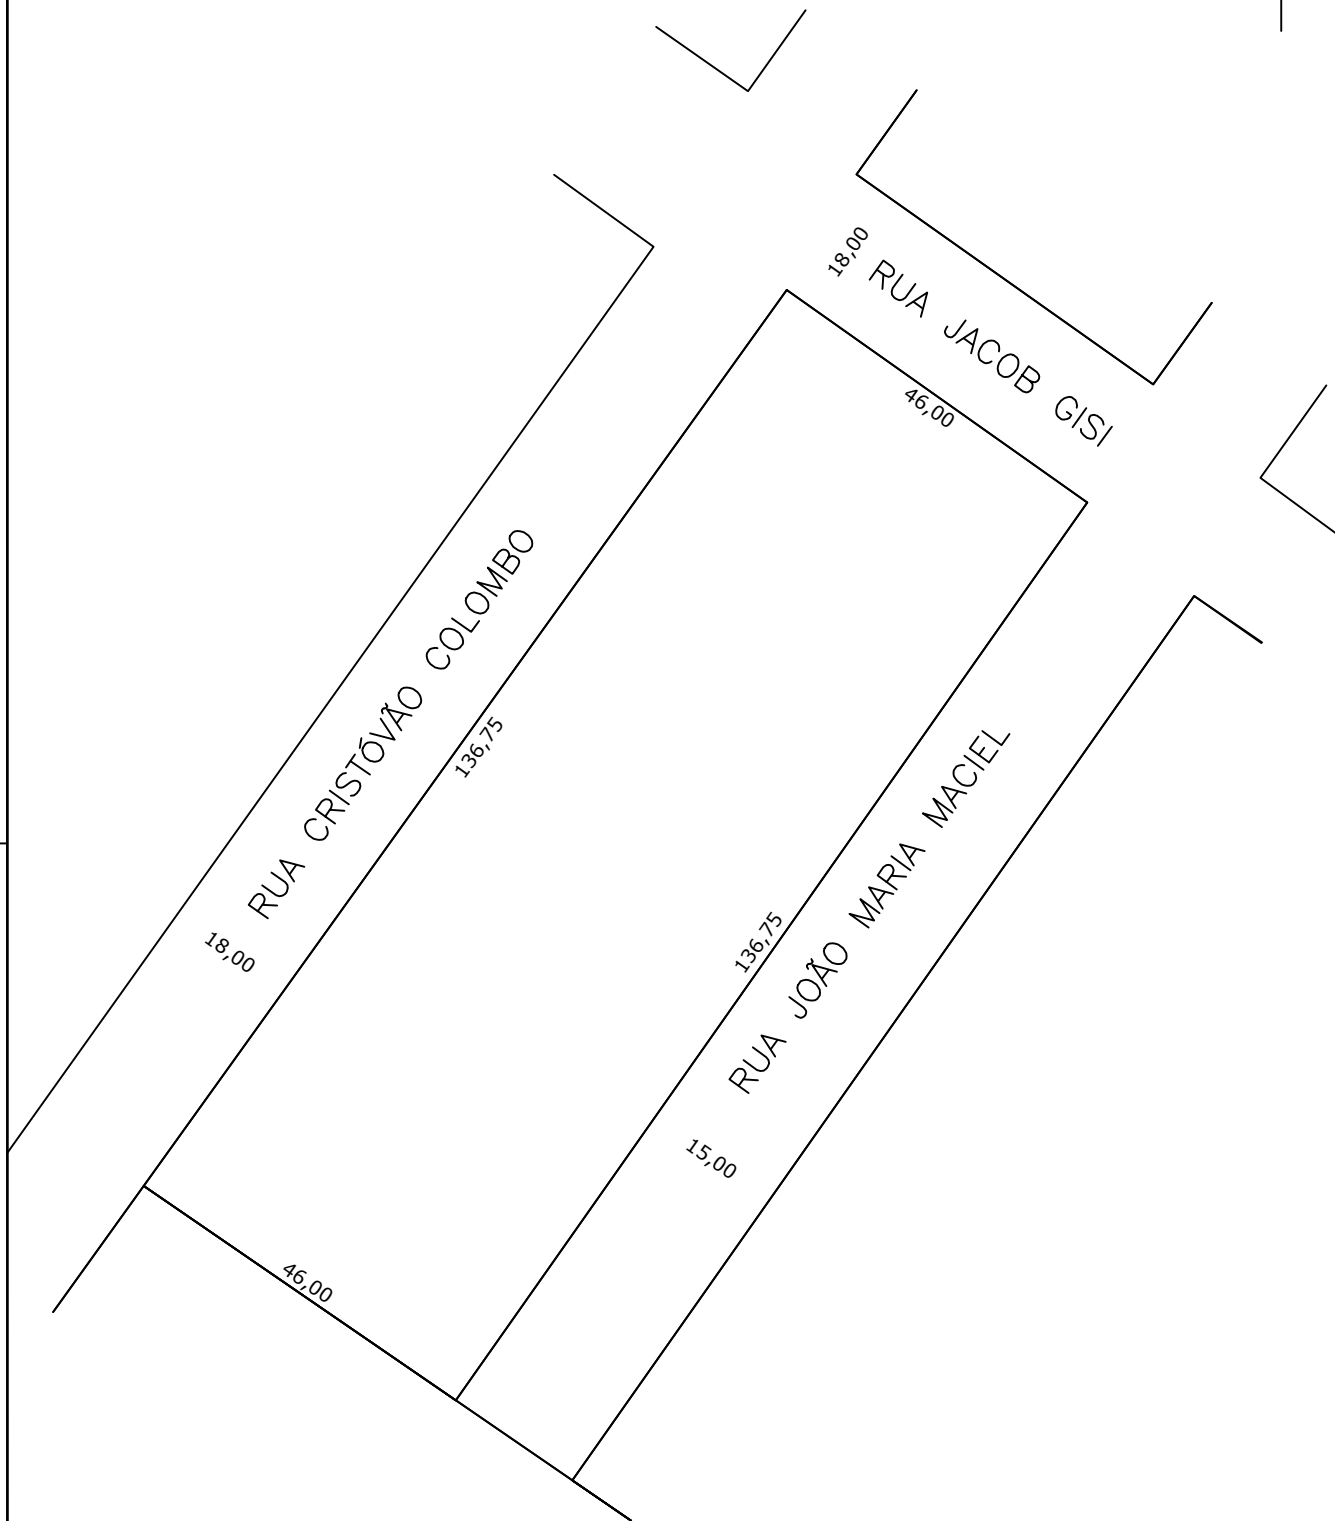 18,00
RUA JACOB GISI
46,00
RUA CRISTÓVÃO COLOMBO
136,75
18,00
136,75
RUA JOÃO MARIA MACIEL
15,00
46,00